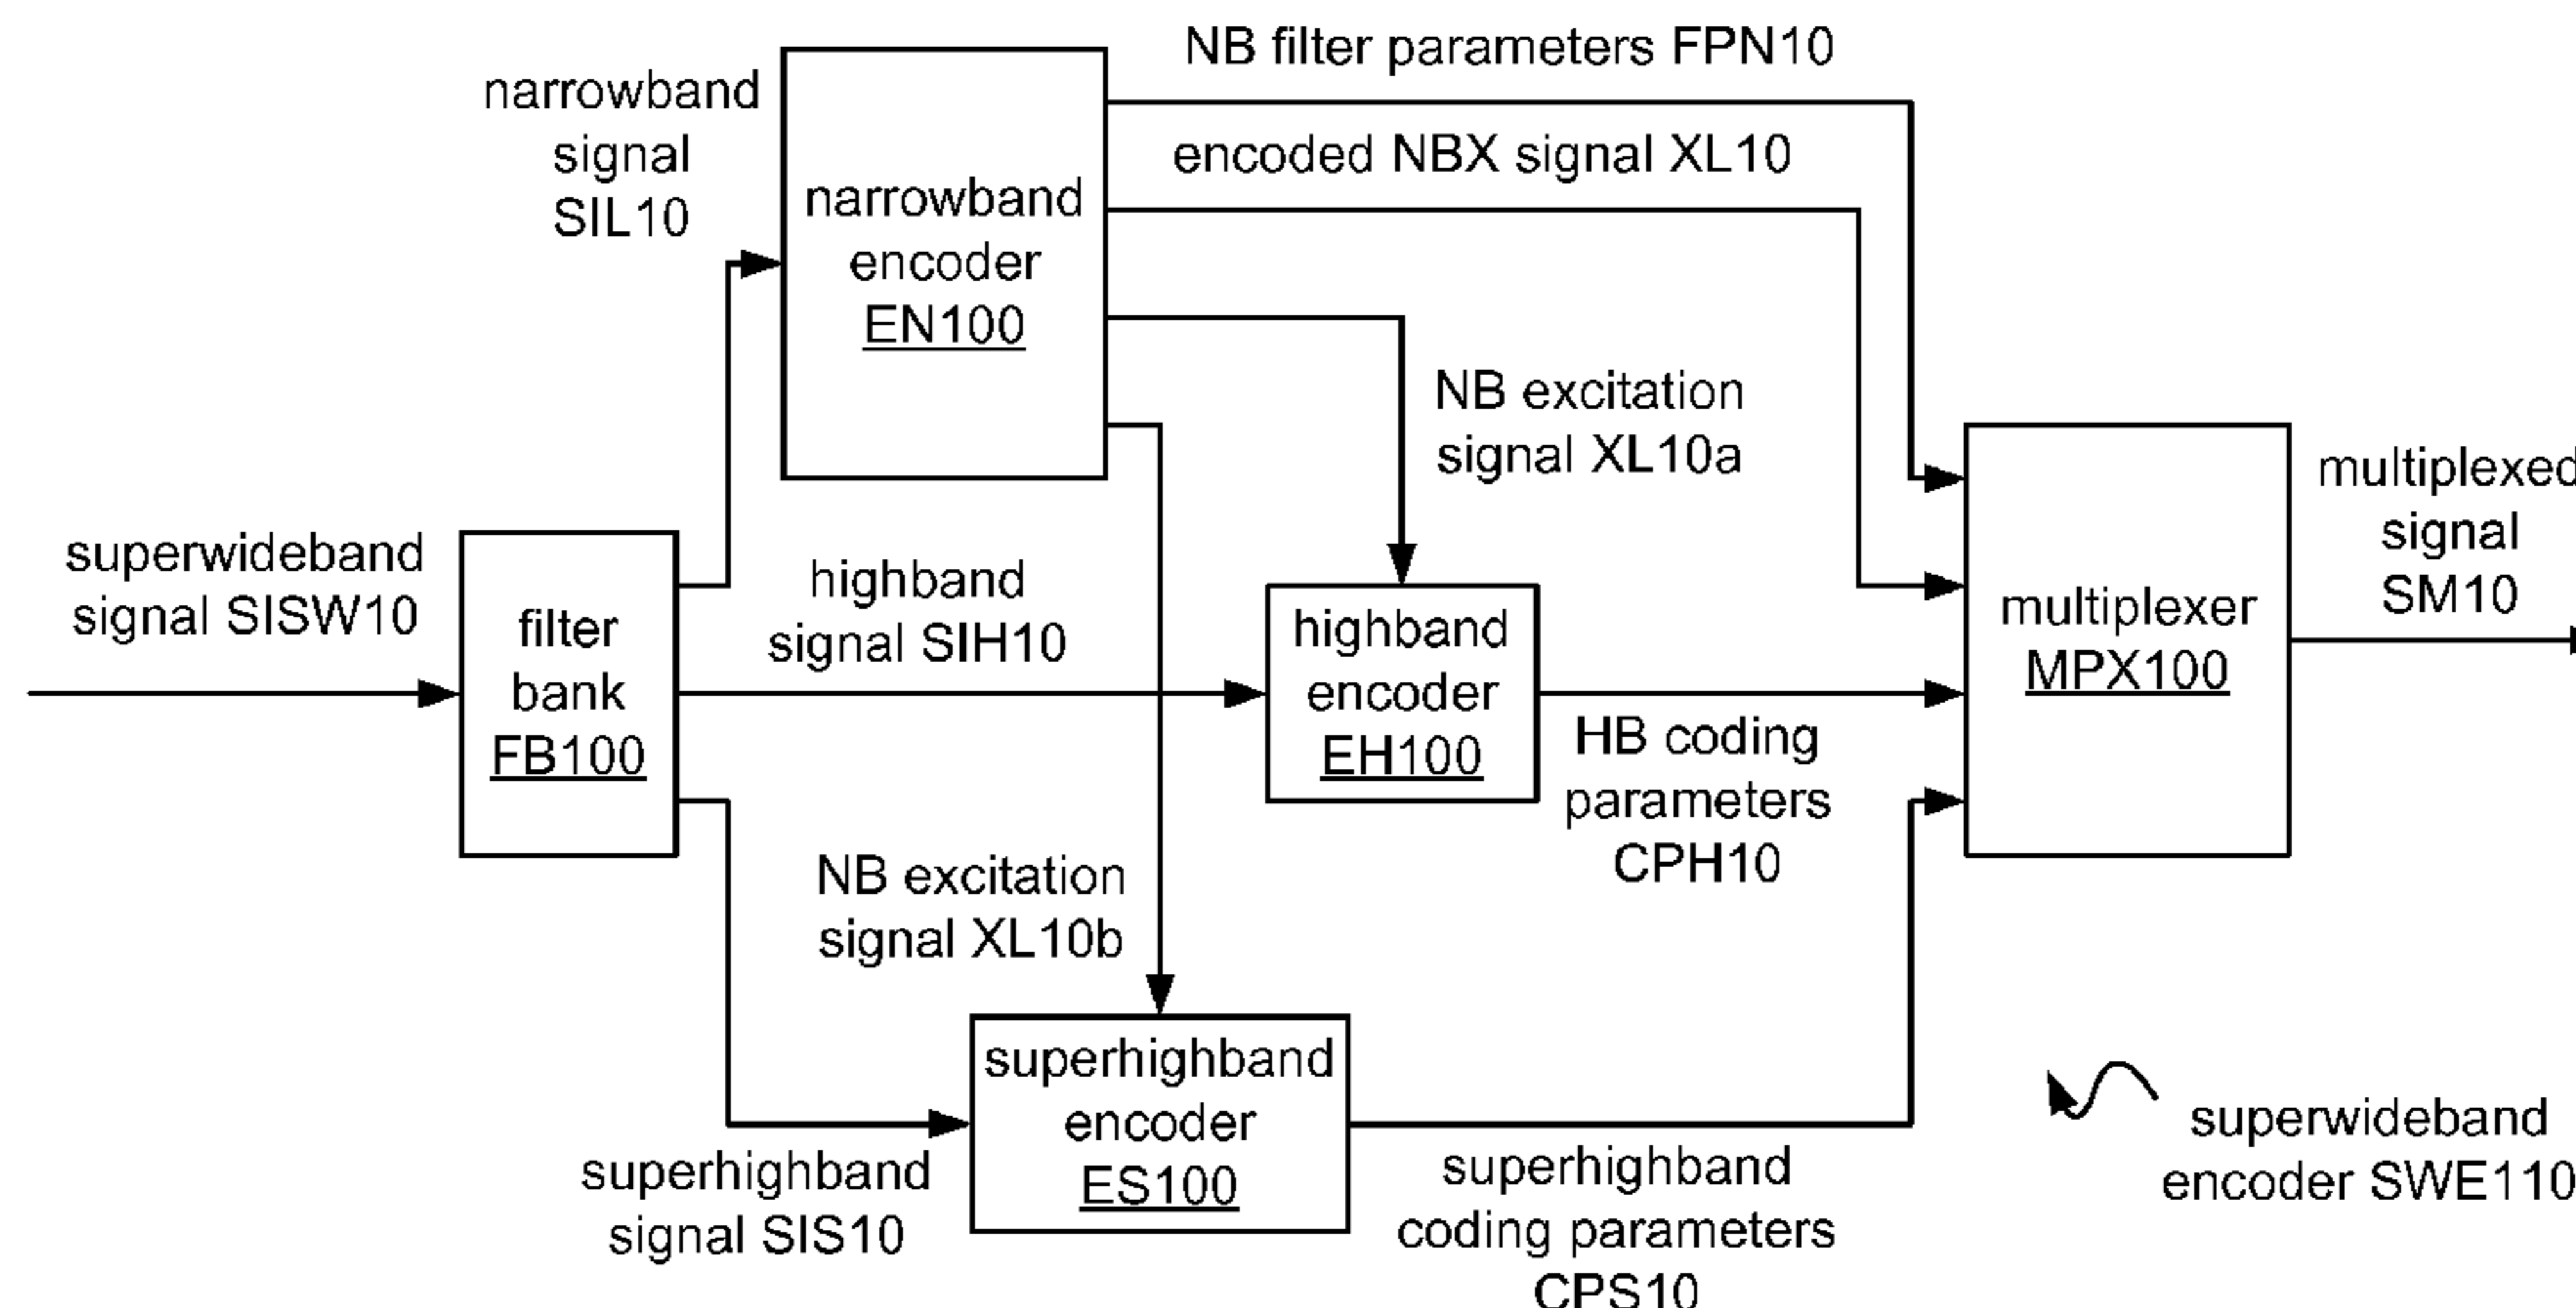 NB filter parameters FPN10
narrowband
signal
SIL10
encoded NBX signal XL10
narrowband
encoder
EN100
NB excitation
signal XL10a
superwideband
signal SISW10
filter
bank
FB100
highband
signal SIH10
highband
encoder
EH100
multiplexer
MPX100
multiplexed
signal
SM10
HB coding
parameters
CPH10
NB excitation
signal XL10b
superhighband
encoder
ES100
superhighband
signal SIS10
superhighband
coding parameters
CPS10
superwideband
encoder SWE110